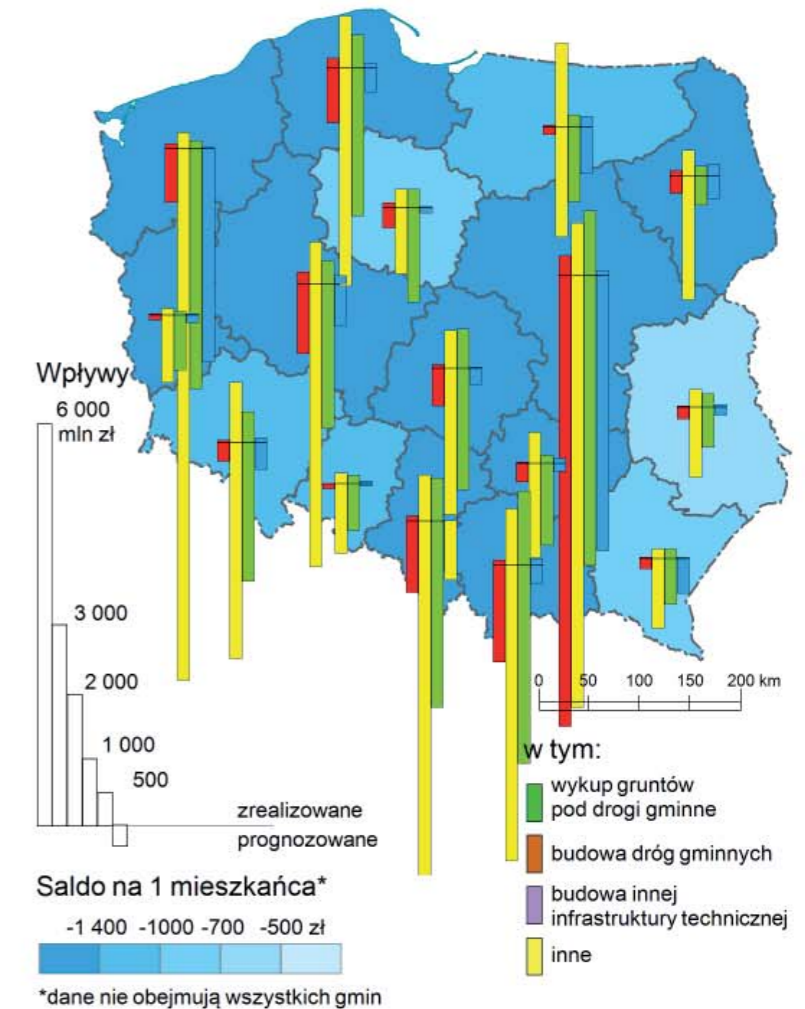 Wpływy
6 000
mln zł
3 000
2 000
1 000
500
zrealizowane
prognozowane
Saldo na 1 mieszkańca*
-1 400 -1000 -700 -500 zł
*dane nie obejmują wszystkich gmin
0 50 100 150 200 km
w tym:
wykup gruntów
pod drogi gminne
budowa dróg gminnych
budowa innej
infrastruktury technicznej
inne